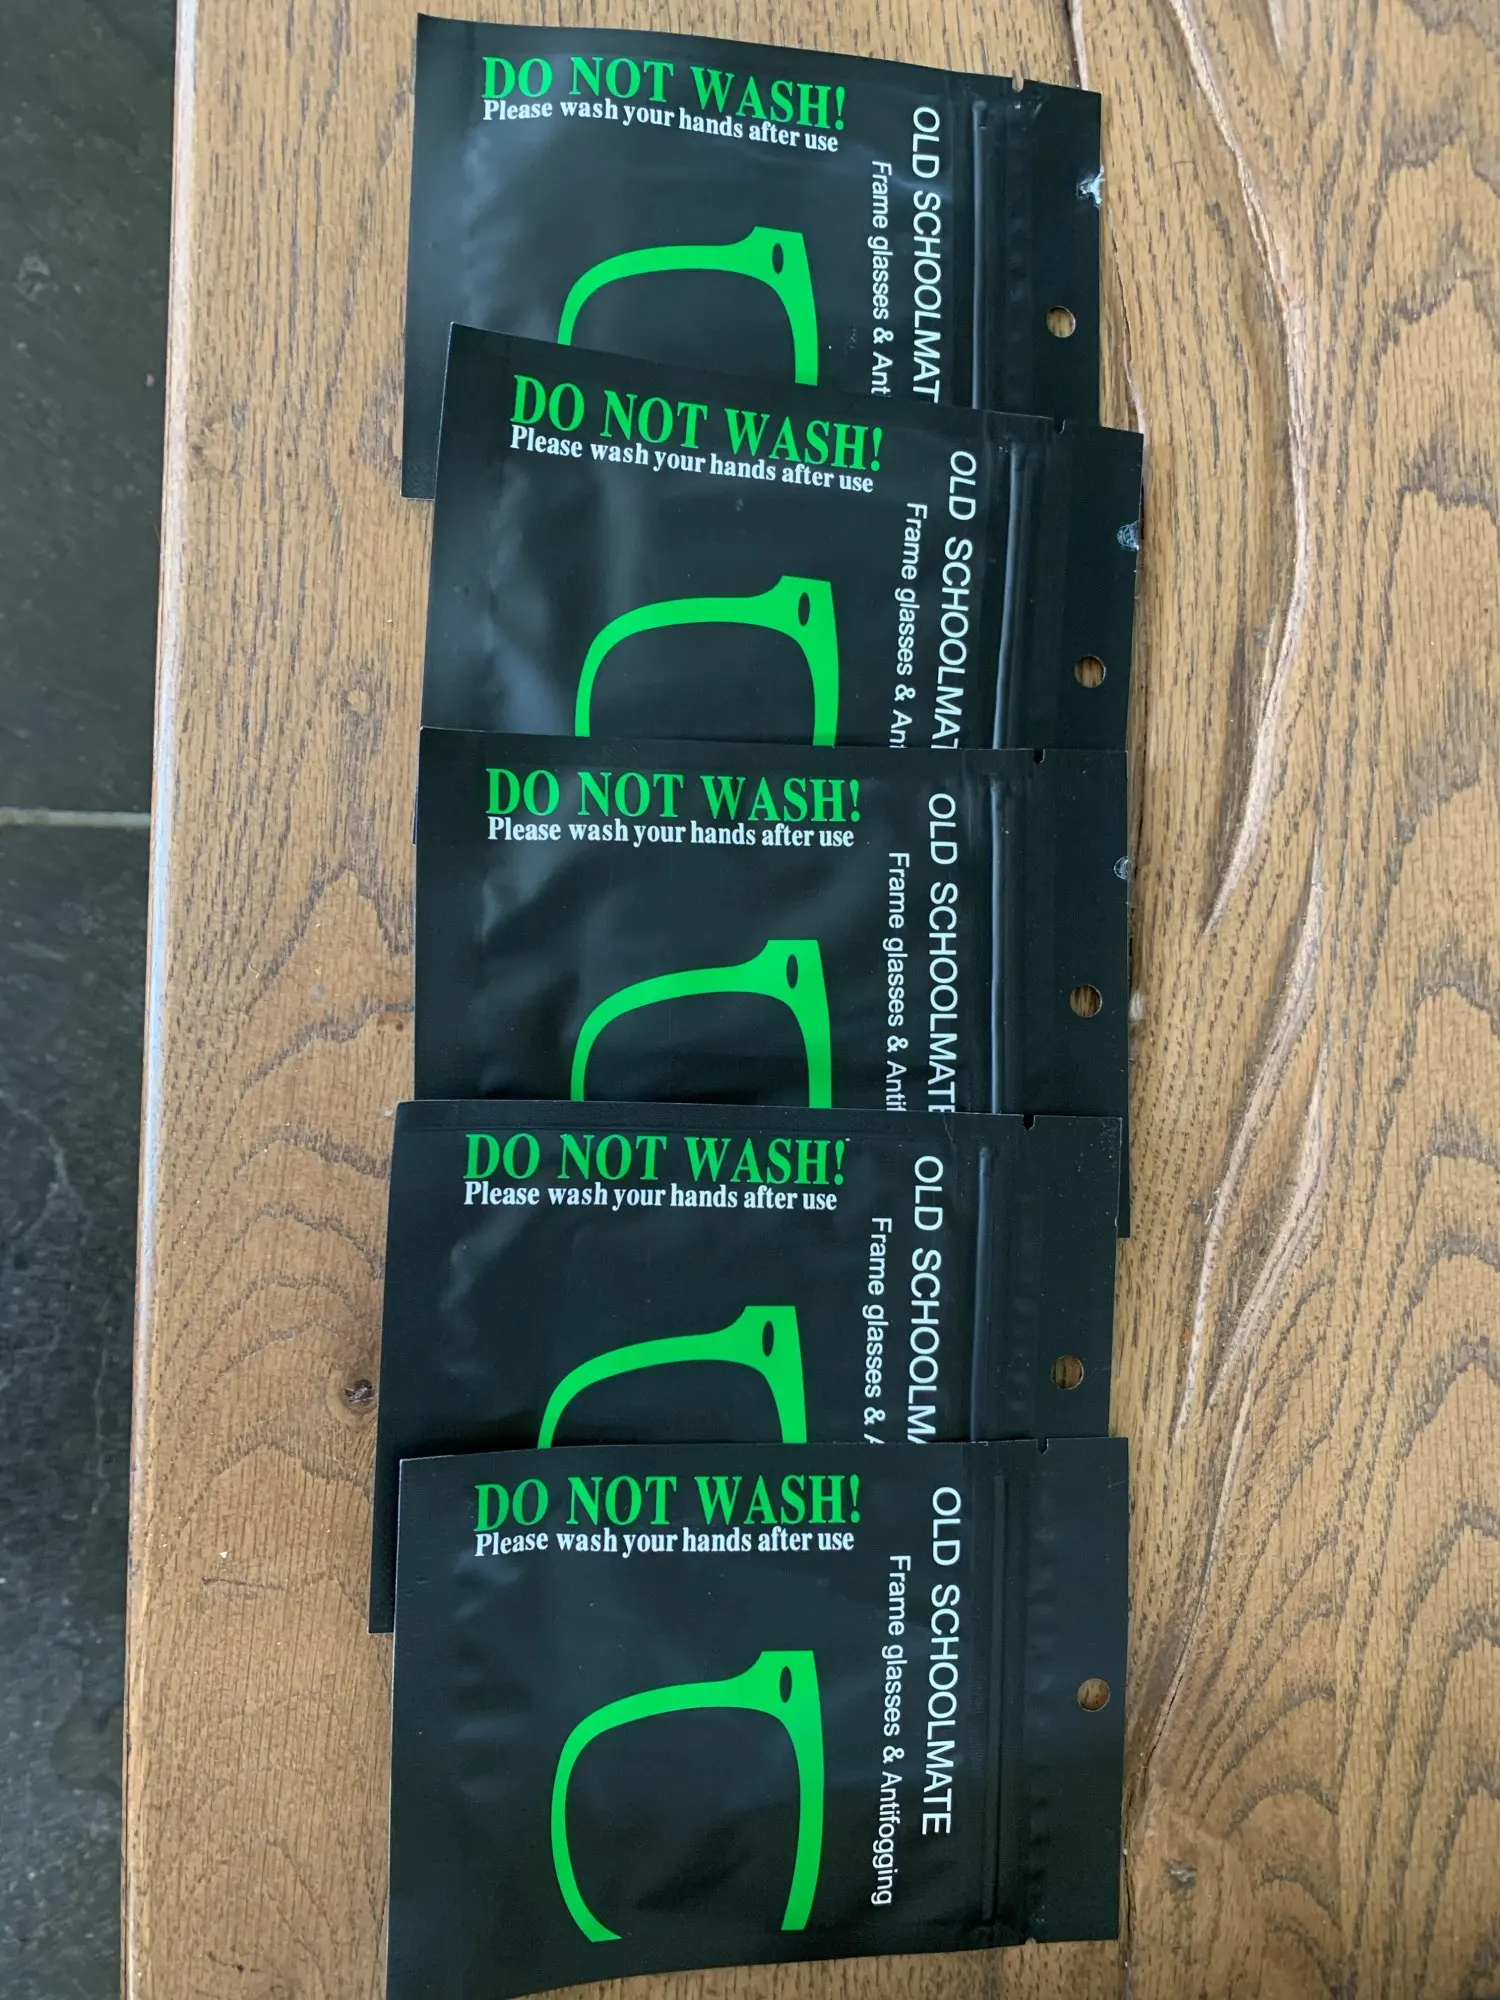 DO NOT WASH!
Please wash your hands after use
OLD SCHOOLMAT
Frame glasses & Ant
DO NOT WASH!
Please wash your hands after use
OLD SCHOOLMAT
Frame glasses & An
DO NOT WASH!
Please wash your hands after use
OLD SCHOOLMATE
Frame glasses & Antif
DO NOT WASH!
Please wash your hands after use
OLD SCHOOLMA
Frame glasses & A
DO NOT WASH!
Please wash your hands after use
OLD SCHOOLMATE
Frame glasses & Antifogging